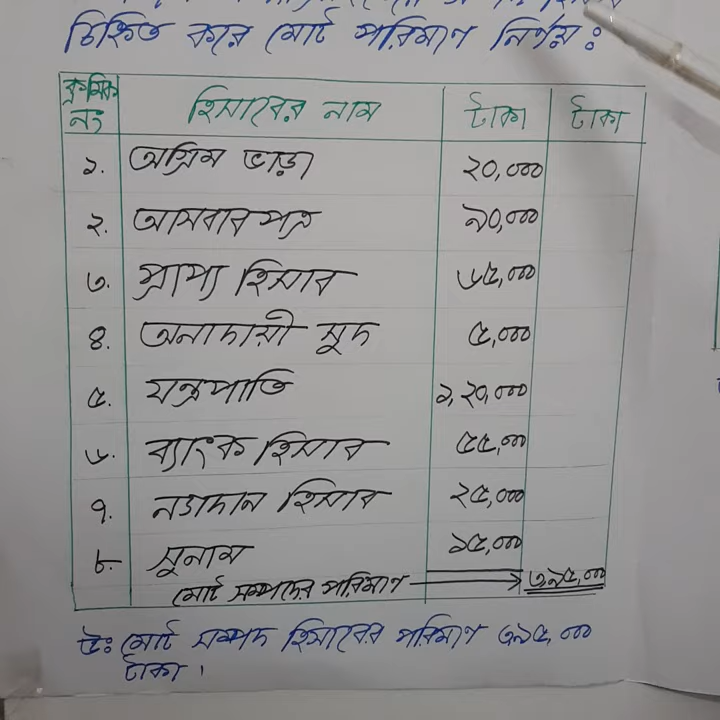 চিহ্নিত করে মোট পরিমাণ নির্ণয়ঃ
ক্রমিক নং হিসাবের নাম টাকা টাকা
১. অগ্রিম ভাড়া ২০,০০০
২. আসবাবপত্র ৯০,০০০
৩. প্রাপ্য হিসাব ৬৫,০০০
৪. অনাদায়ী সুদ ৫,০০০
৫. যন্ত্রপাতি ১,২০,০০০
৬. ব্যাংক হিসাব ৫৫,০০০
৭. নগদান হিসাব ২৫,০০০
৮. সুনাম ১৫,০০০
মোট সম্পদের পরিমাণ → ৩৯৫,০০০
উঃ মোট সম্পদ হিসাবের পরিমাণ ৩৯৫,০০০
টাকা।